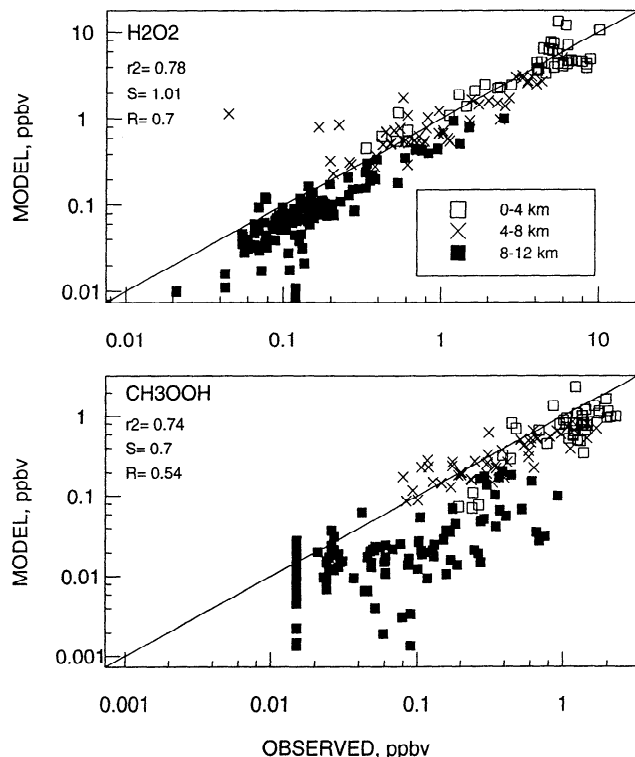 H2O2
r2= 0.78
S = 1.01
R = 0.7
MODEL, ppbv
10
1
0.1
0.01
0-4 km
4-8 km
8-12 km
0.01 0.1 1 10
CH3OOH
r2= 0.74
S = 0.7
R= 0.54
MODEL, ppbv
1
0.1
0.01
0.001
0.001 0.01 0.1 1
OBSERVED, ppbv